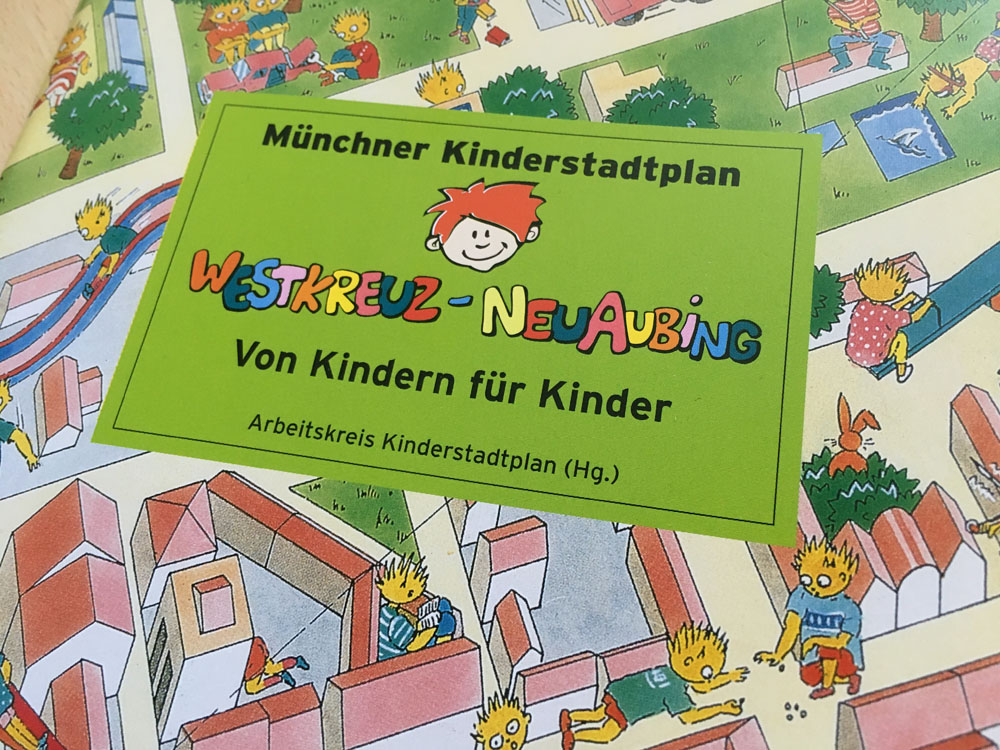 Münchner Kinderstadtplan
WESTKREUZ - NEUAUBING
Von Kindern für Kinder
Arbeitskreis Kinderstadtplan (Hg.)